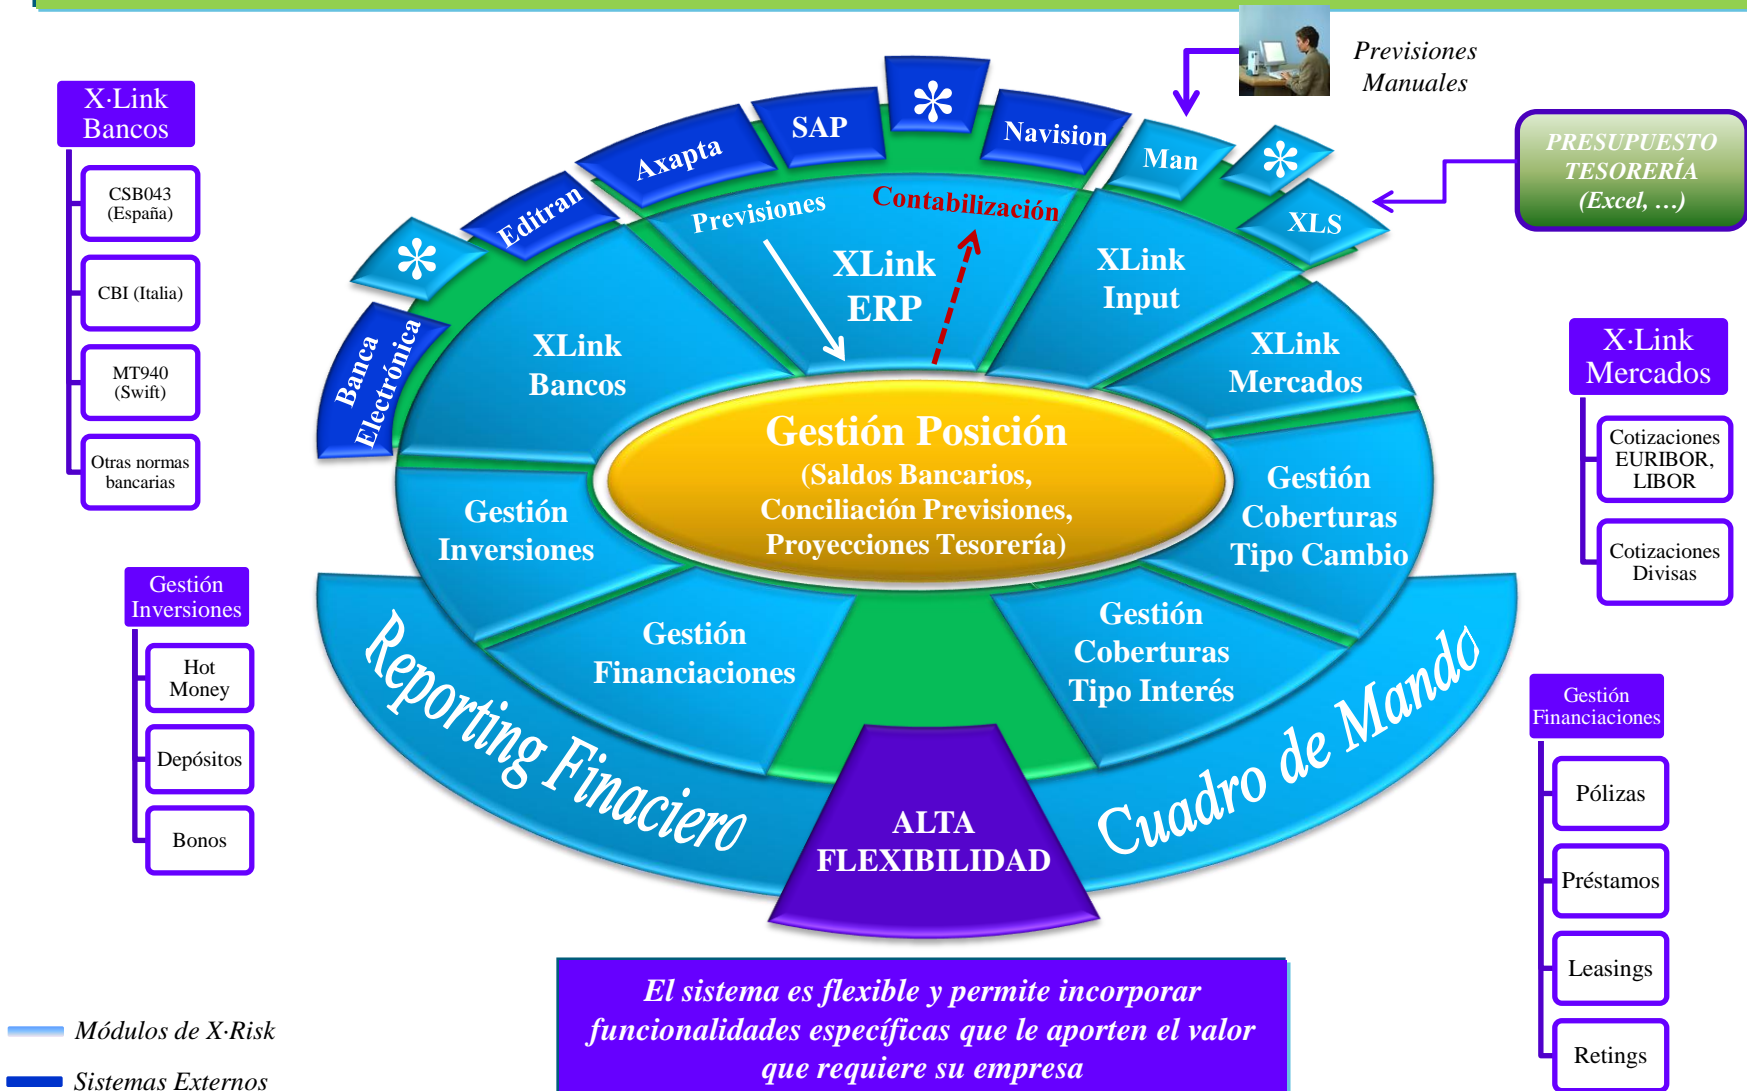 Previsiones
Manuales
X·Link
Bancos
CSB043
(España)
CBI (Italia)
MT940
(Swift)
Otras normas
bancarias
Gestión
Inversiones
Hot
Money
Depósitos
Bonos
Banca
Electrónica
*
Editran
Axapta
SAP
*
Navision
Man
*
XLS
PRESUPUESTO
TESORERÍA
(Excel, …)
Previsiones
Contabilización
XLink
ERP
XLink
Input
XLink
Bancos
XLink
Mercados
Gestión Posición
(Saldos Bancarios,
Conciliación Previsiones,
Proyecciones Tesorería)
Gestión
Inversiones
Gestión
Coberturas
Tipo Cambio
Gestión
Financiaciones
Gestión
Coberturas
Tipo Interés
Reporting Finaciero
Cuadro de Mando
ALTA
FLEXIBILIDAD
X·Link
Mercados
Cotizaciones
EURIBOR,
LIBOR
Cotizaciones
Divisas
Gestión
Financiaciones
Pólizas
Préstamos
Leasings
Retings
El sistema es flexible y permite incorporar
funcionalidades específicas que le aporten el valor
que requiere su empresa
Módulos de X·Risk
Sistemas Externos